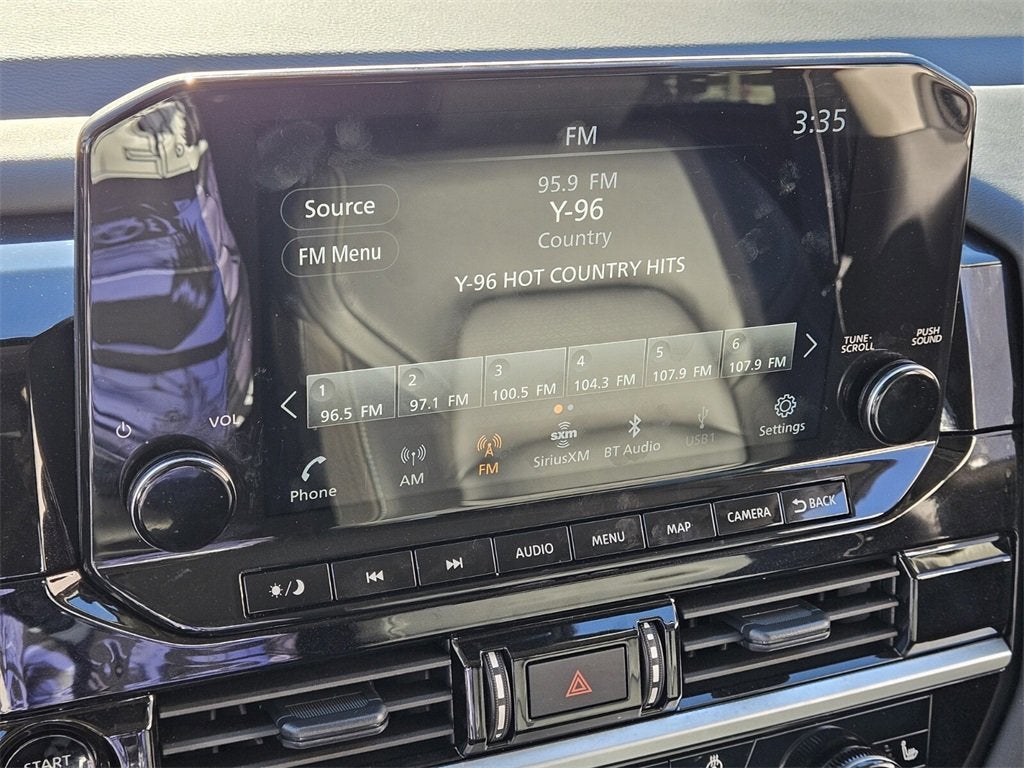 FM
3:35
Source
95.9 FM
Y-96
FM Menu
Country
Y-96 HOT COUNTRY HITS
TUNE-SCROLL
PUSH SOUND
1 2 3 4 5 6
96.5 FM 97.1 FM 100.5 FM 104.3 FM 107.9 FM 107.9 FM
VOL
Phone
AM
FM
sxm
SiriusXM
BT Audio
USB1
Settings
AUDIO
MENU
MAP
CAMERA
BACK
START